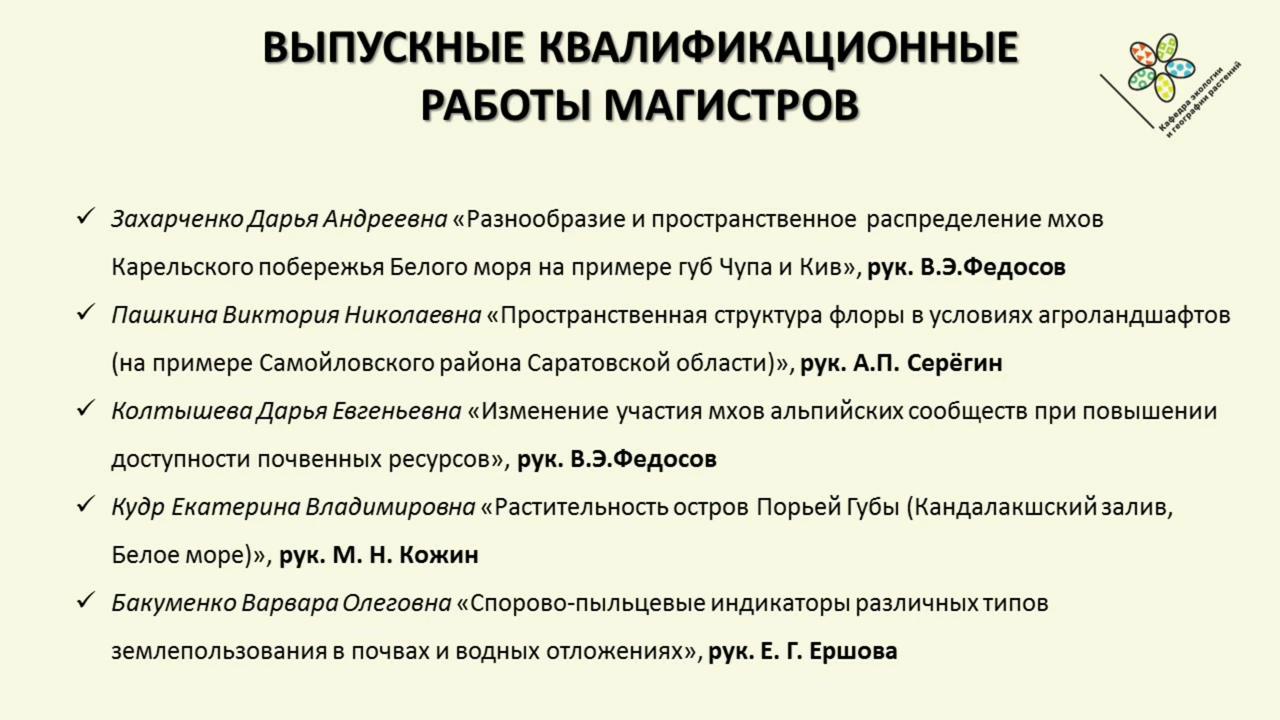 ВЫПУСКНЫЕ КВАЛИФИКАЦИОННЫЕ
РАБОТЫ МАГИСТРОВ
Кафедра экологии
и географии растений
✓ Захарченко Дарья Андреевна «Разнообразие и пространственное распределение мхов
Карельского побережья Белого моря на примере губ Чупа и Кив», рук. В.Э.Федосов
✓ Пашкина Виктория Николаевна «Пространственная структура флоры в условиях агроландшафтов
(на примере Самойловского района Саратовской области)», рук. А.П. Серёгин
✓ Колтышева Дарья Евгеньевна «Изменение участия мхов альпийских сообществ при повышении
доступности почвенных ресурсов», рук. В.Э.Федосов
✓ Кудр Екатерина Владимировна «Растительность остров Порьей Губы (Кандалакшский залив,
Белое море)», рук. М. Н. Кожин
✓ Бакуменко Варвара Олеговна «Спорово-пыльцевые индикаторы различных типов
землепользования в почвах и водных отложениях», рук. Е. Г. Ершова